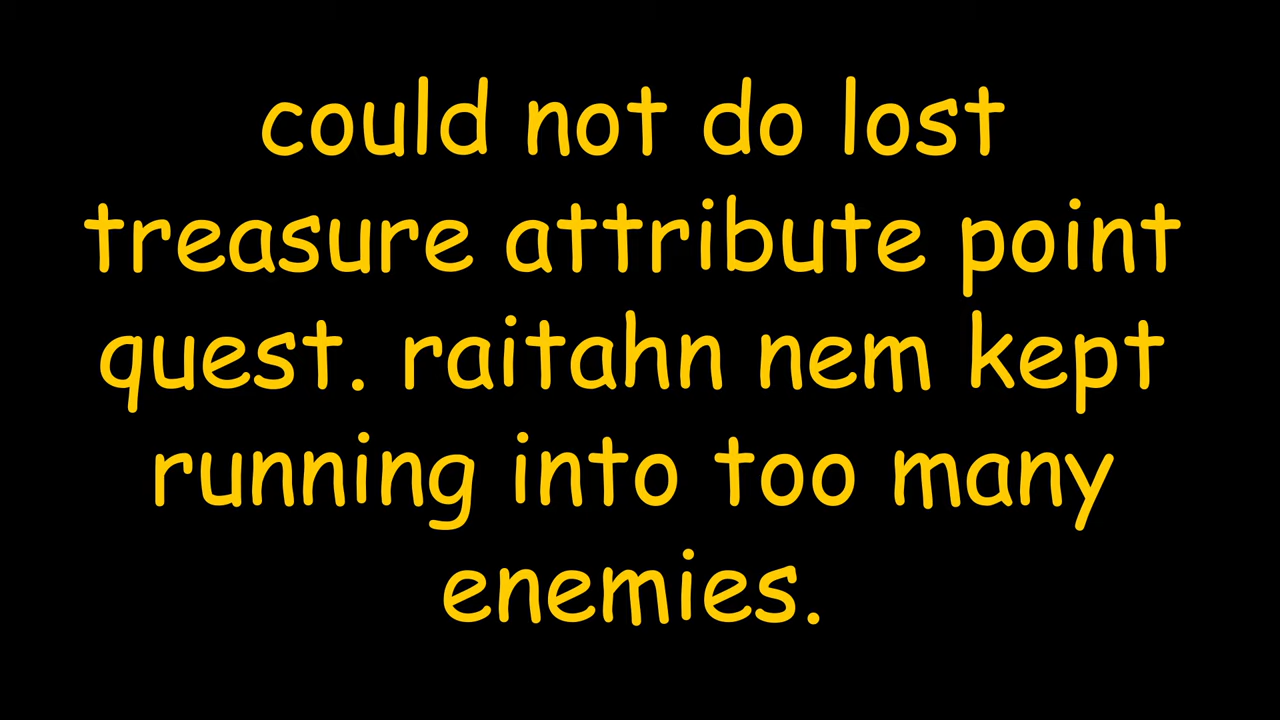 could not do lost
treasure attribute point
quest. raitahn nem kept
running into too many
enemies.